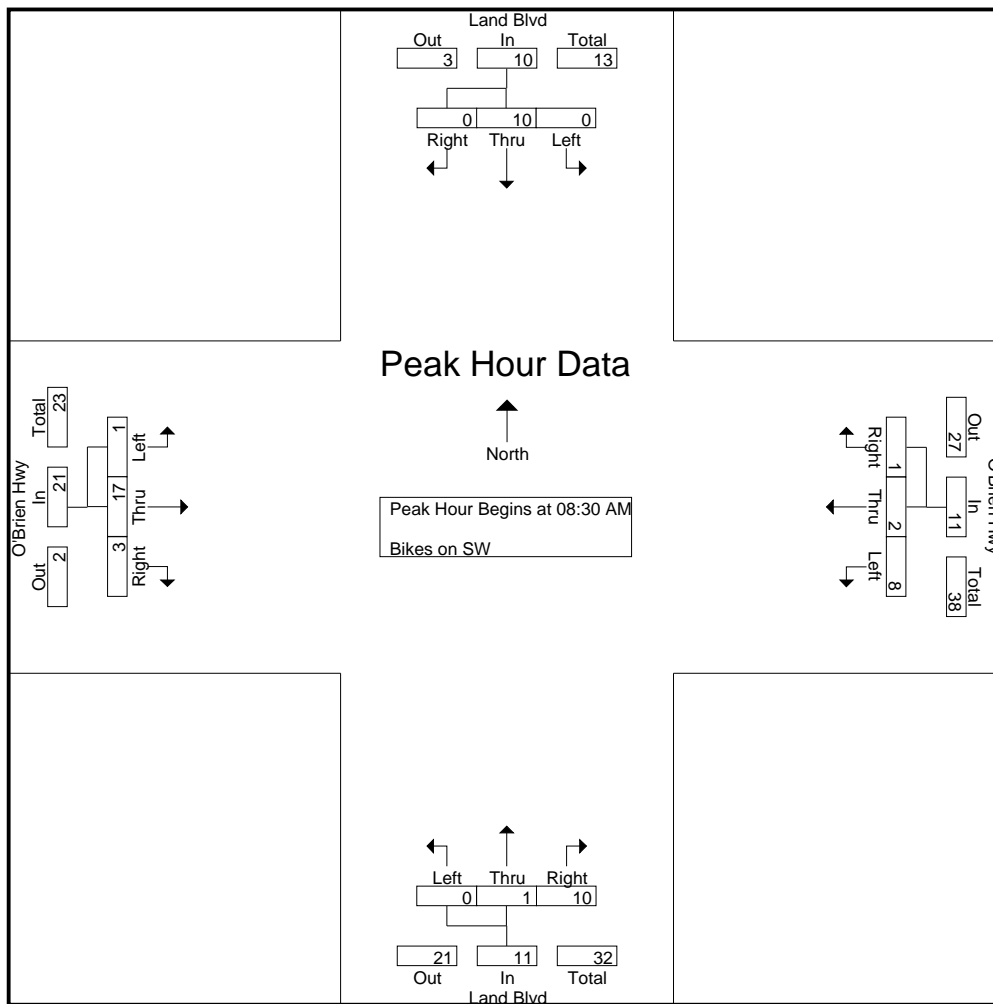 Land Blvd
Out In Total
3 10 13
0 10 0
Right Thru Left
Peak Hour Data
North
Peak Hour Begins at 08:30 AM
Bikes on SW
O'Brien Hwy
Total In Out
23 21 2
1 17 3
Left Thru Right
Right Thru Left
1 2 8
27 11 38
Out In Total
O'Brien Hwy
Left Thru Right
0 1 10
21 11 32
Out In Total
Land Blvd